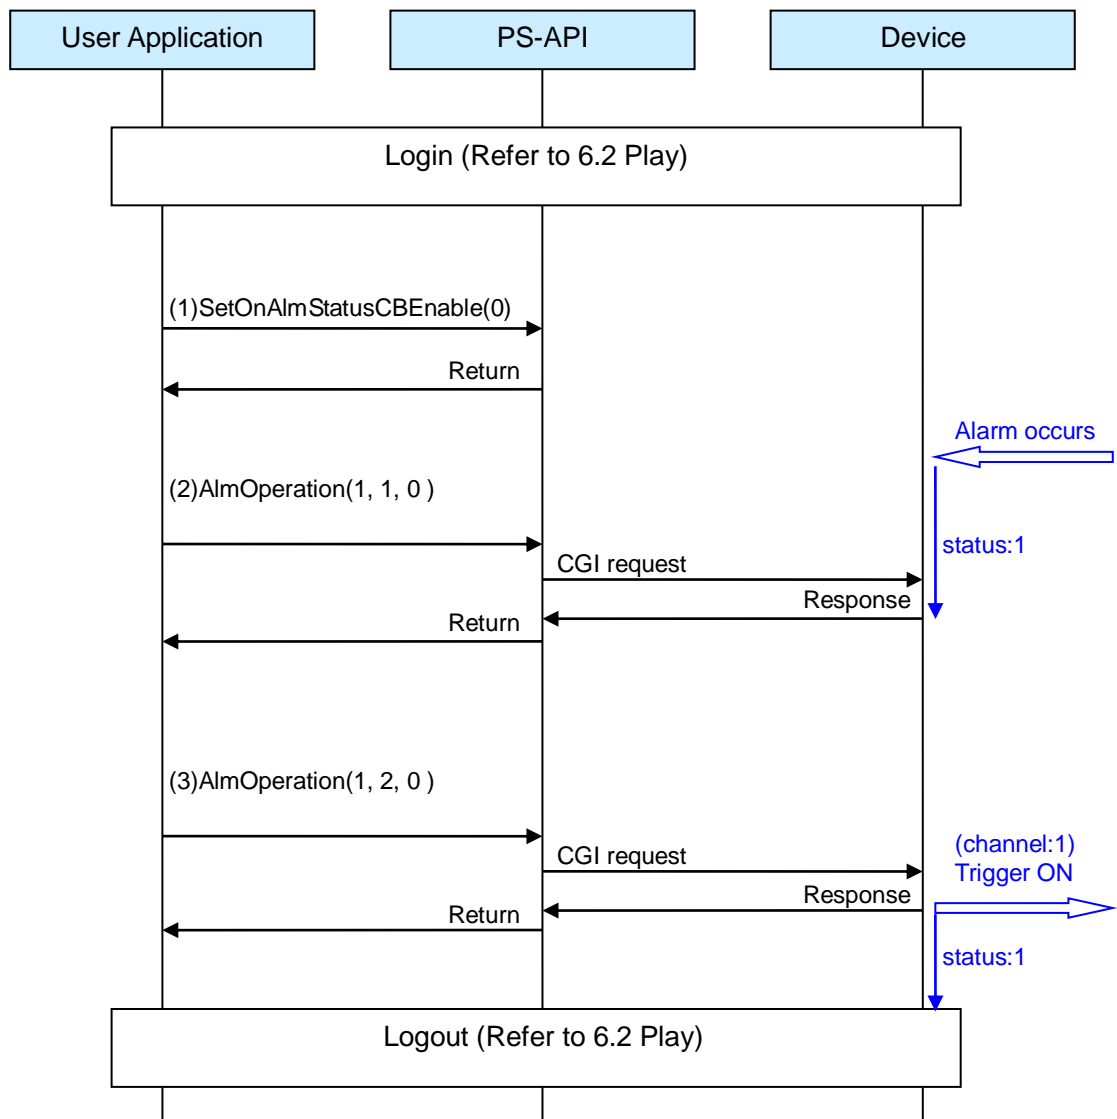 User Application
PS-API
Device
Login (Refer to 6.2 Play)
(1)SetOnAlmStatusCBEnable(0)
Return
Alarm occurs
(2)AlmOperation(1, 1, 0 )
status:1
CGI request
Response
Return
(3)AlmOperation(1, 2, 0 )
(channel:1)
Trigger ON
CGI request
Response
Return
status:1
Logout (Refer to 6.2 Play)